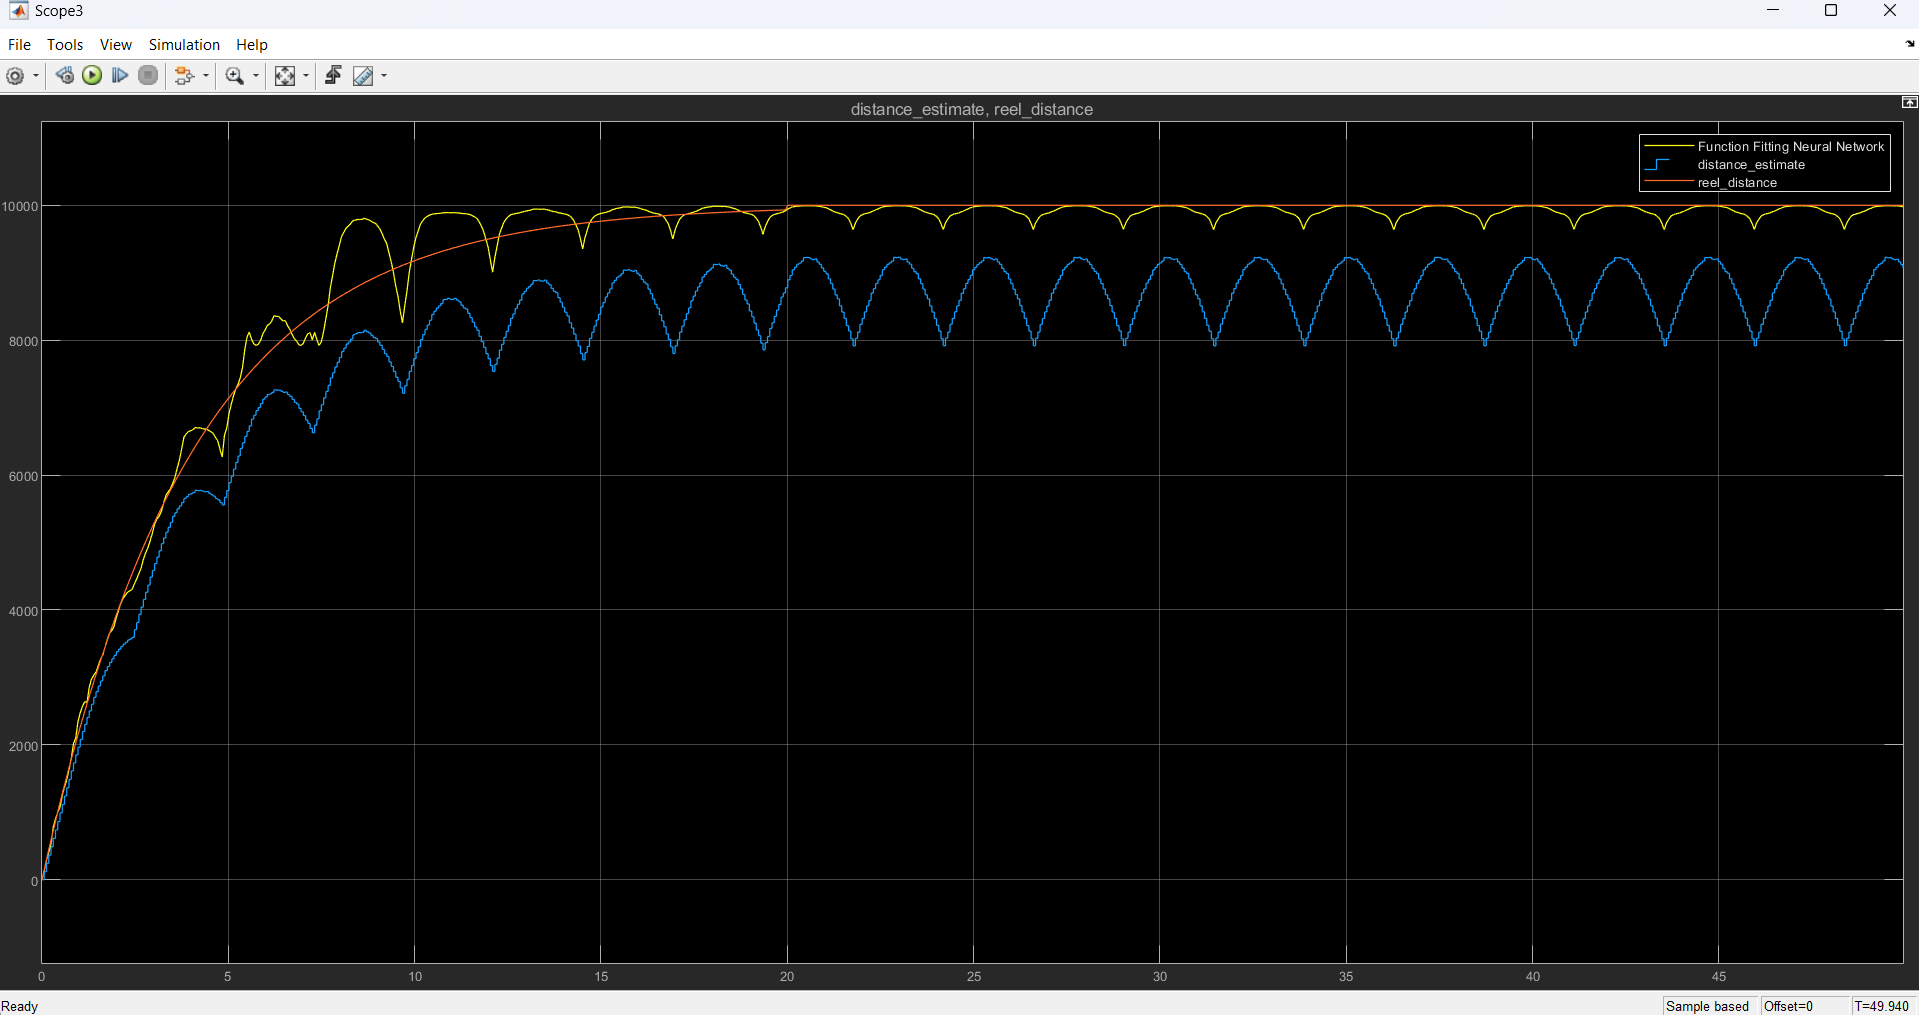 Scope3
File Tools View Simulation Help
distance_estimate, reel_distance
Function Fitting Neural Network
distance_estimate
reel_distance
10000
8000
6000
4000
2000
0
0 5 10 15 20 25 30 35 40 45
Ready Sample based Offset=0 T=49.940